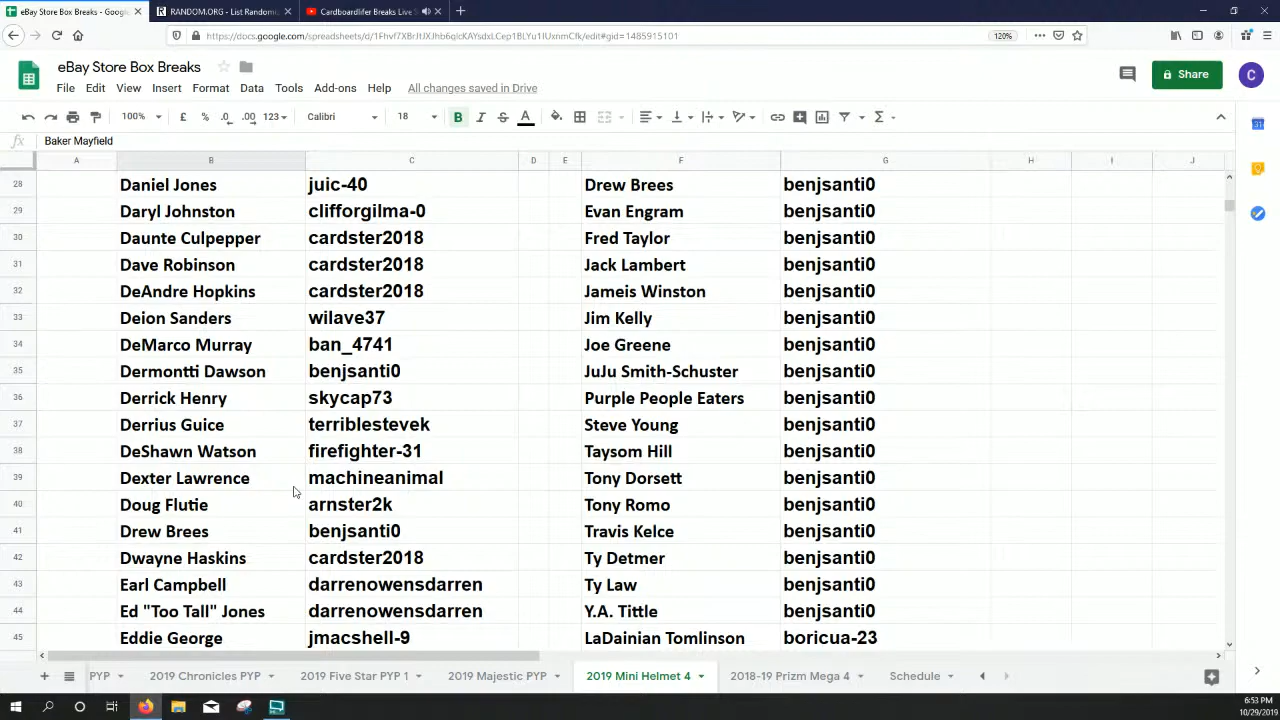 eBay Store Box Breaks - Googl
RANDOM.ORG - List Randomi
Cardboardlifer Breaks Live S
120%
eBay Store Box Breaks
File Edit View Insert Format Data Tools Add-ons Help All changes saved in Drive
Share
C
100% £ % .0 .00 123 Calibri 18 B I S A
fx Baker Mayfield
A B C D E F G H I J
28 Daniel Jones juic-40 Drew Brees benjsanti0
29 Daryl Johnston clifforgilma-0 Evan Engram benjsanti0
30 Daunte Culpepper cardster2018 Fred Taylor benjsanti0
31 Dave Robinson cardster2018 Jack Lambert benjsanti0
32 DeAndre Hopkins cardster2018 Jameis Winston benjsanti0
33 Deion Sanders wilave37 Jim Kelly benjsanti0
34 DeMarco Murray ban_4741 Joe Greene benjsanti0
35 Dermontti Dawson benjsanti0 JuJu Smith-Schuster benjsanti0
36 Derrick Henry skycap73 Purple People Eaters benjsanti0
37 Derrius Guice terriblestevek Steve Young benjsanti0
38 DeShawn Watson firefighter-31 Taysom Hill benjsanti0
39 Dexter Lawrence machineanimal Tony Dorsett benjsanti0
40 Doug Flutie arnster2k Tony Romo benjsanti0
41 Drew Brees benjsanti0 Travis Kelce benjsanti0
42 Dwayne Haskins cardster2018 Ty Detmer benjsanti0
43 Earl Campbell darrenowensdarren Ty Law benjsanti0
44 Ed "Too Tall" Jones darrenowensdarren Y.A. Tittle benjsanti0
45 Eddie George jmacshell-9 LaDainian Tomlinson boricua-23
PYP 2019 Chronicles PYP 2019 Five Star PYP 1 2019 Majestic PYP 2019 Mini Helmet 4 2018-19 Prizm Mega 4 Schedule
6:53 PM
10/29/2019